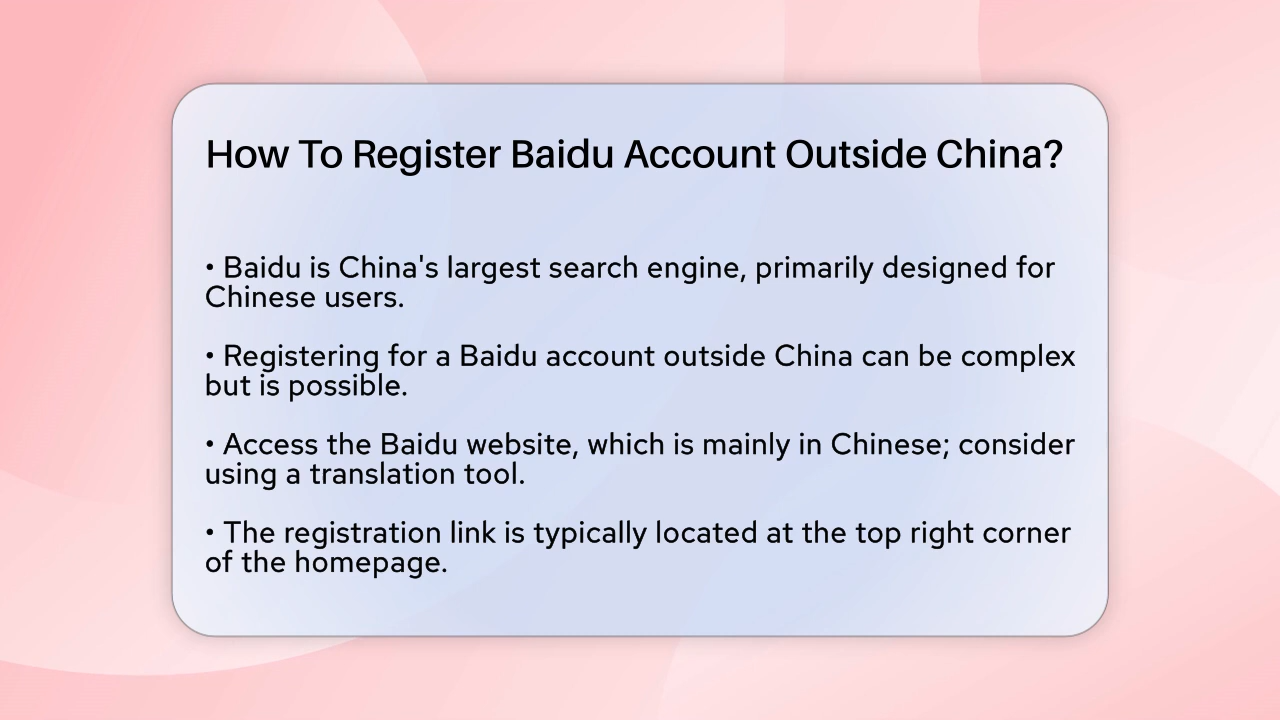 How To Register Baidu Account Outside China?
• Baidu is China's largest search engine, primarily designed for
Chinese users.
• Registering for a Baidu account outside China can be complex
but is possible.
• Access the Baidu website, which is mainly in Chinese; consider
using a translation tool.
• The registration link is typically located at the top right corner
of the homepage.